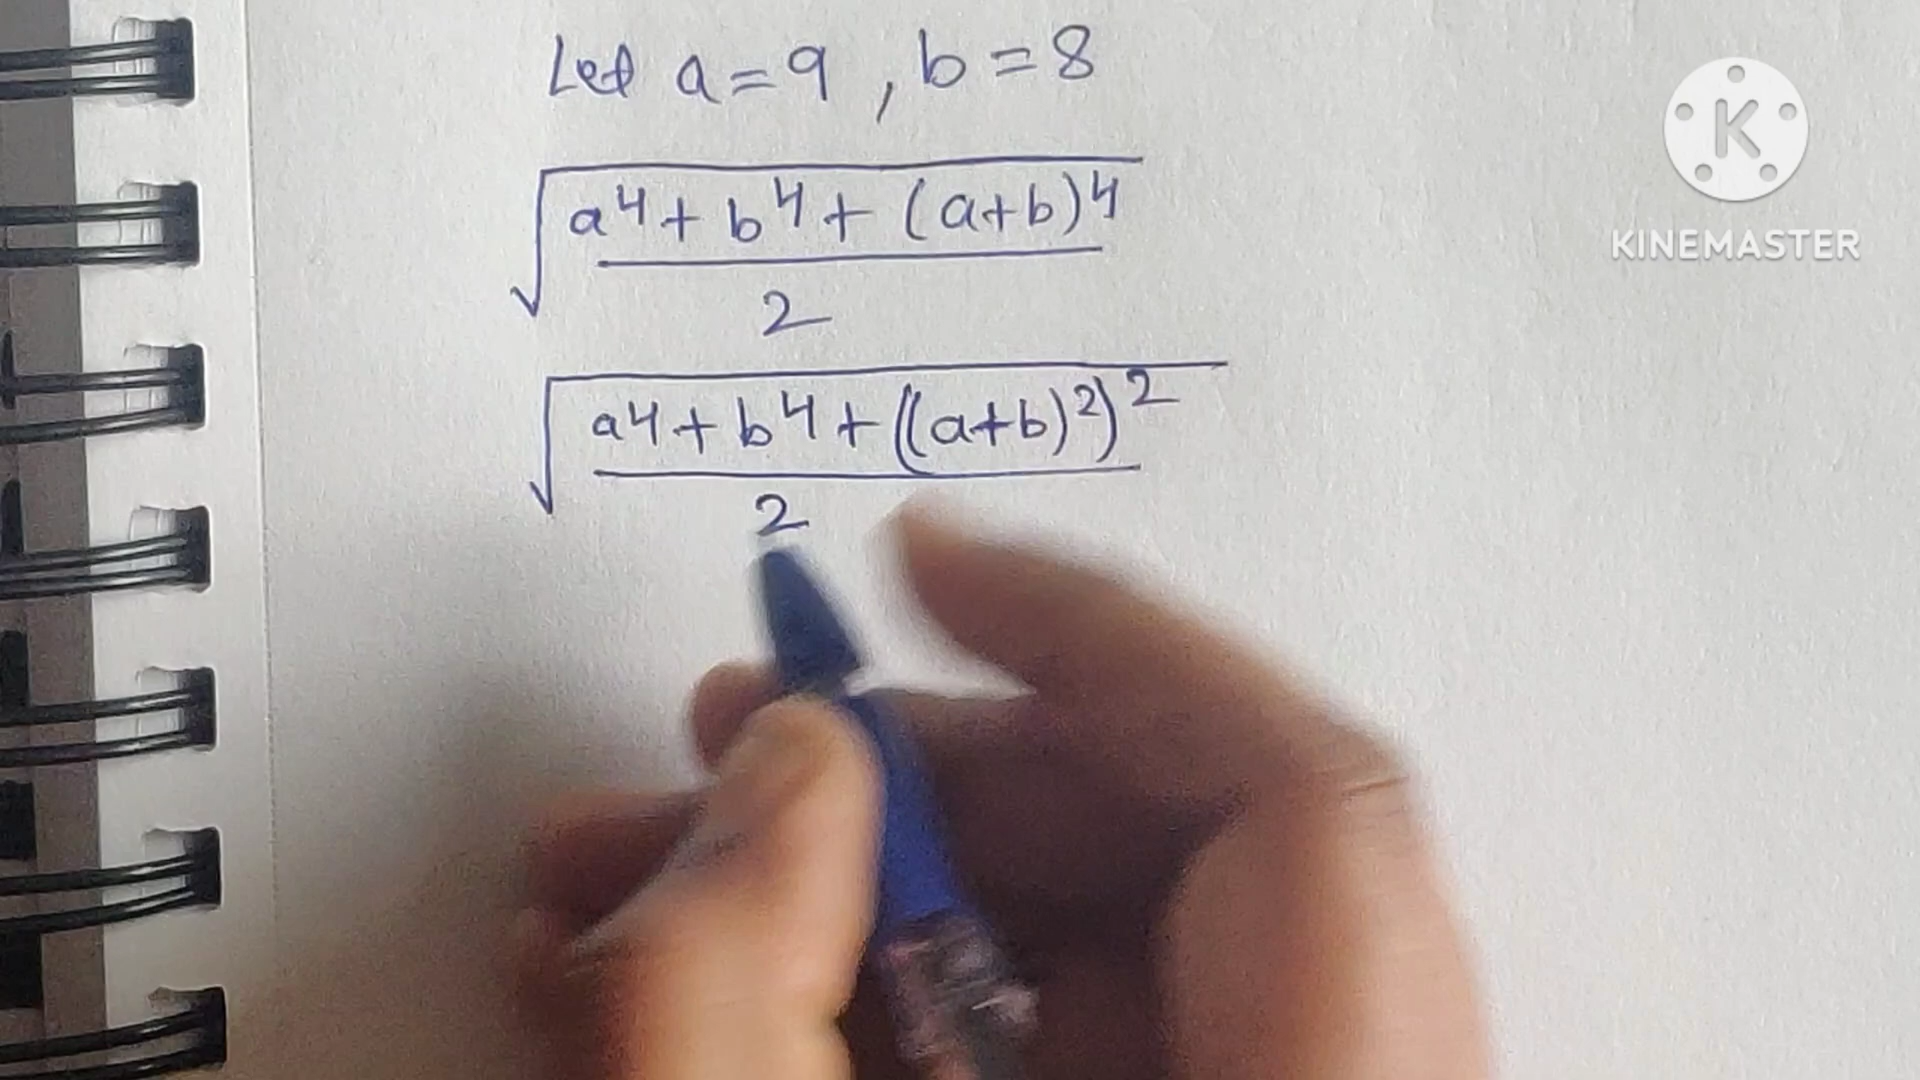 Let a = 9 , b = 8
√((a⁴ + b⁴ + (a+b)⁴)/2)
√((a⁴ + b⁴ + ((a+b)²)²)/2)
K
KINEMASTER